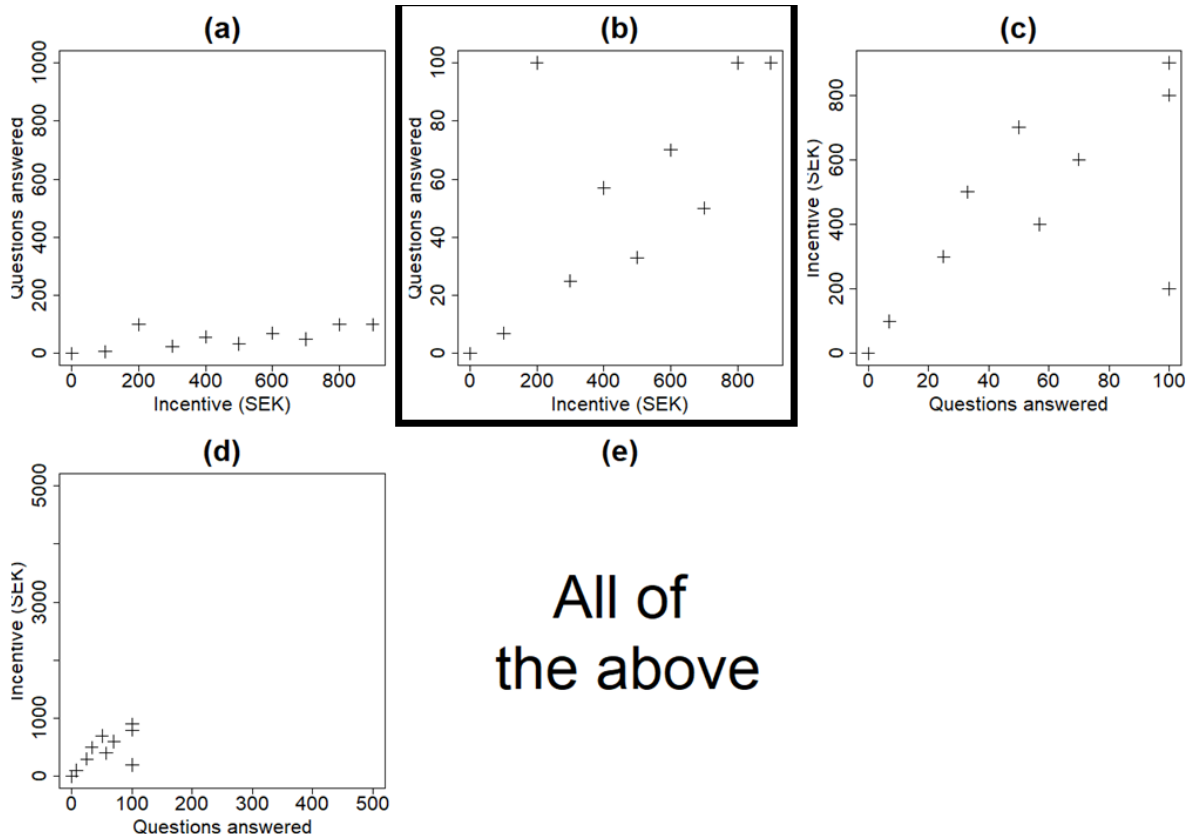 (a)
Questions answered
1000
800
600
400
200
0
0 200 400 600 800
Incentive (SEK)
(b)
Questions answered
100
80
60
40
20
0
0 200 400 600 800
Incentive (SEK)
(c)
Incentive (SEK)
800
600
400
200
0
0 20 40 60 80 100
Questions answered
(d)
Incentive (SEK)
5000
3000
1000
0
0 100 200 300 400 500
Questions answered
(e)
All of
the above